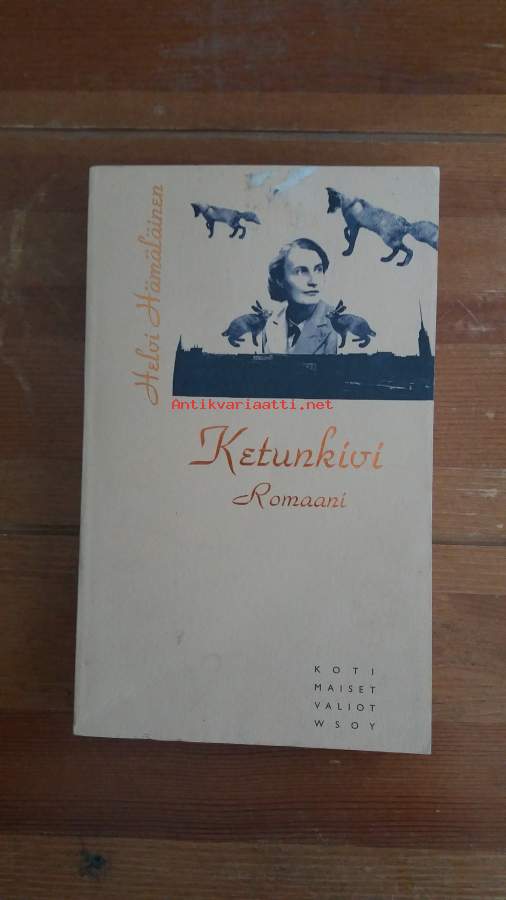 Helvi Hämäläinen
Antikvariaatti.net
Ketunkivi
Romaani
KOTI
MAISET
VALIOT
WSOY